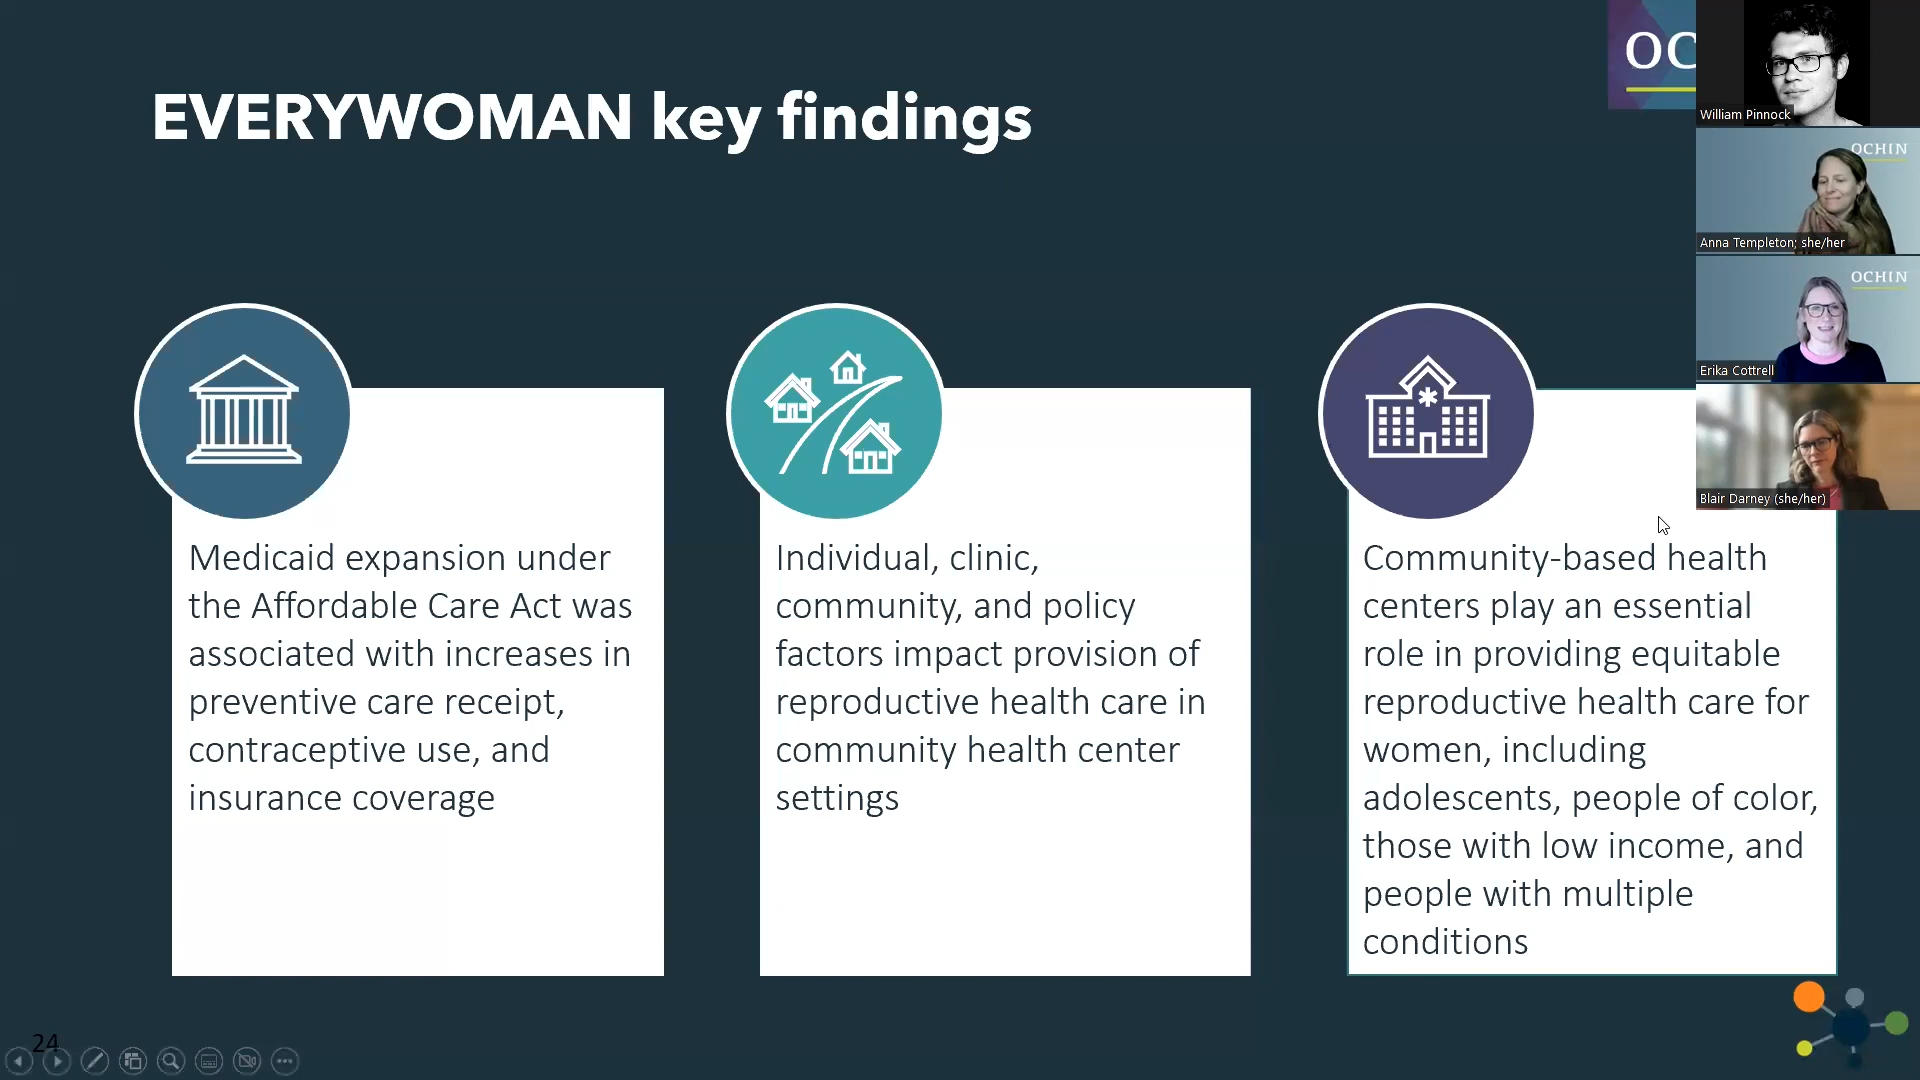 EVERYWOMAN key findings
Medicaid expansion under
the Affordable Care Act was
associated with increases in
preventive care receipt,
contraceptive use, and
insurance coverage
Individual, clinic,
community, and policy
factors impact provision of
reproductive health care in
community health center
settings
Community-based health
centers play an essential
role in providing equitable
reproductive health care for
women, including
adolescents, people of color,
those with low income, and
people with multiple
conditions
OC
William Pinnock
OCHIN
Anna Templeton; she/her
OCHIN
Erika Cottrell
Blair Darney (she/her)
24